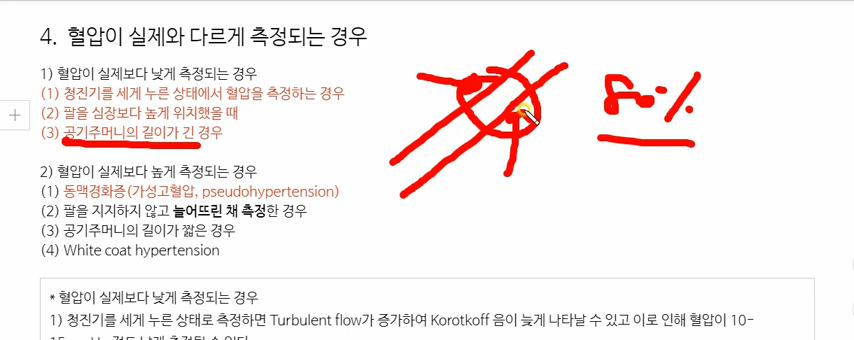 4. 혈압이 실제와 다르게 측정되는 경우
1) 혈압이 실제보다 낮게 측정되는 경우
(1) 청진기를 세게 누른 상태에서 혈압을 측정하는 경우
(2) 팔을 심장보다 높게 위치했을 때
(3) 공기주머니의 길이가 긴 경우
80%
2) 혈압이 실제보다 높게 측정되는 경우
(1) 동맥경화증(가성고혈압, pseudohypertension)
(2) 팔을 지지하지 않고 늘어뜨린 채 측정한 경우
(3) 공기주머니의 길이가 짧은 경우
(4) White coat hypertension
* 혈압이 실제보다 낮게 측정되는 경우
1) 청진기를 세게 누른 상태로 측정하면 Turbulent flow가 증가하여 Korotkoff 음이 늦게 나타날 수 있고 이로 인해 혈압이 10-